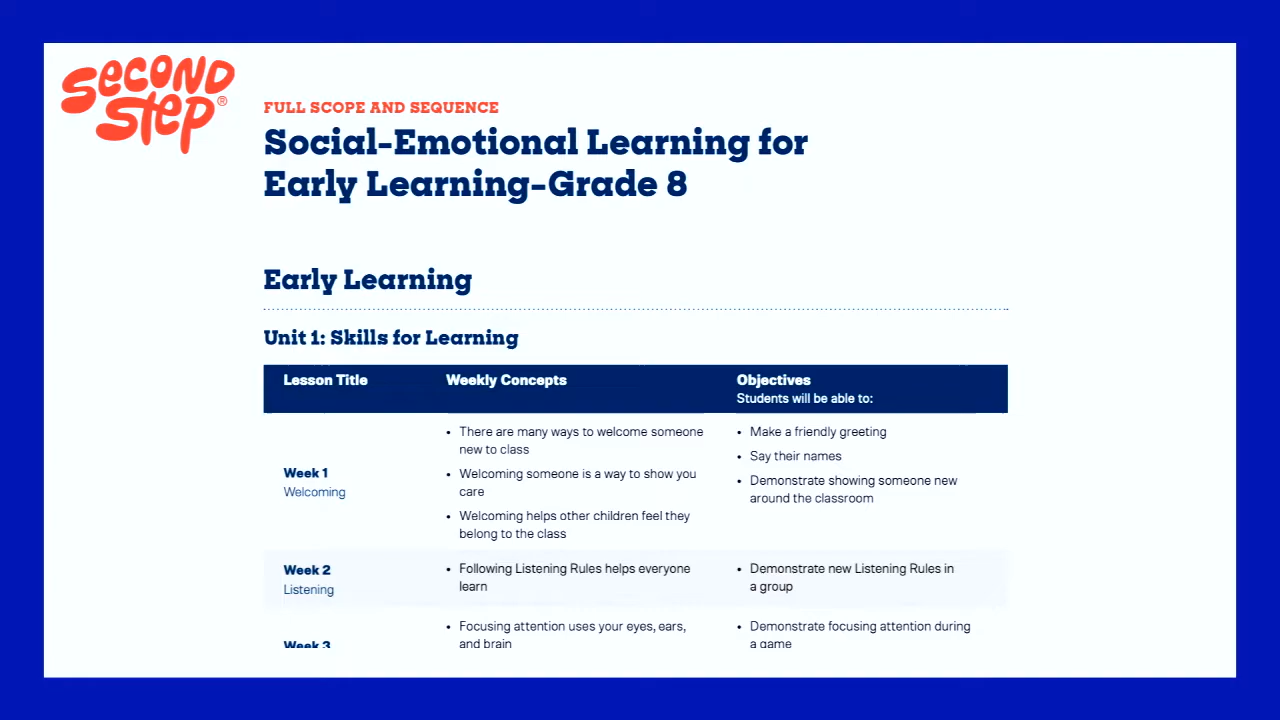 SECOND
STEP®
FULL SCOPE AND SEQUENCE
Social-Emotional Learning for
Early Learning-Grade 8
Early Learning
Unit 1: Skills for Learning
Lesson Title
Weekly Concepts
Objectives
Students will be able to:
Week 1
Welcoming
• There are many ways to welcome someone
new to class
• Welcoming someone is a way to show you
care
• Welcoming helps other children feel they
belong to the class
• Make a friendly greeting
• Say their names
• Demonstrate showing someone new
around the classroom
Week 2
Listening
• Following Listening Rules helps everyone
learn
• Demonstrate new Listening Rules in
a group
Week 3
• Focusing attention uses your eyes, ears,
and brain
• Demonstrate focusing attention during
a game